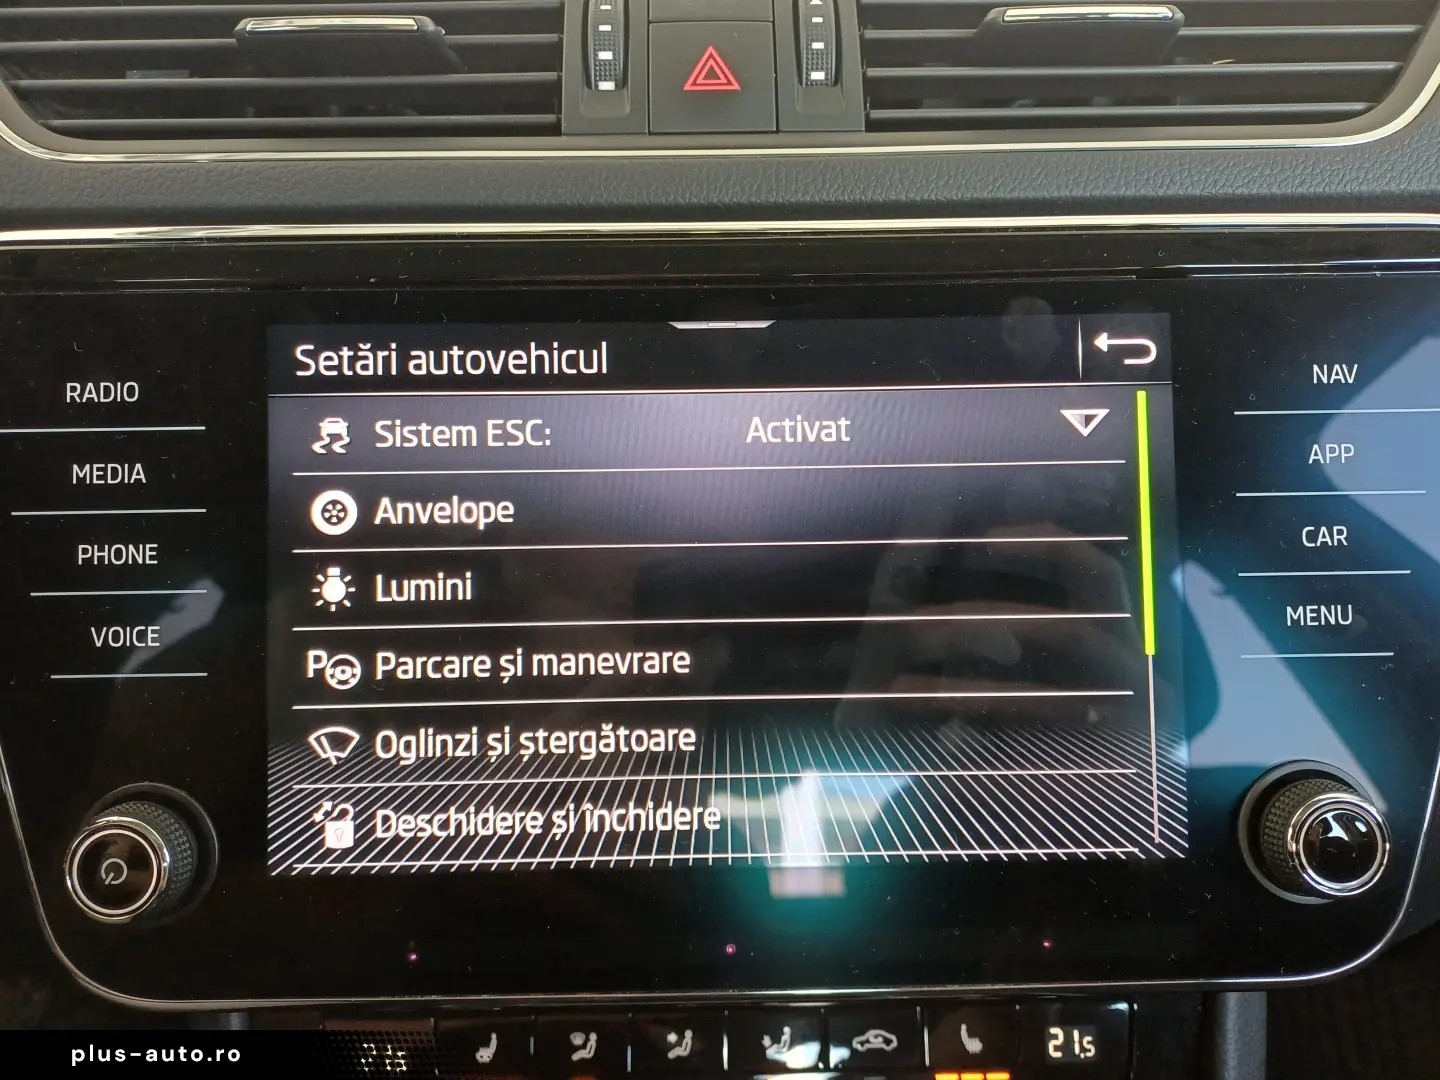 Setări autovehicul
Sistem ESC: Activat
Anvelope
Lumini
Parcare și manevrare
Oglinzi și ștergătoare
Deschidere și închidere
RADIO
MEDIA
PHONE
VOICE
NAV
APP
CAR
MENU
21,5
plus-auto.ro